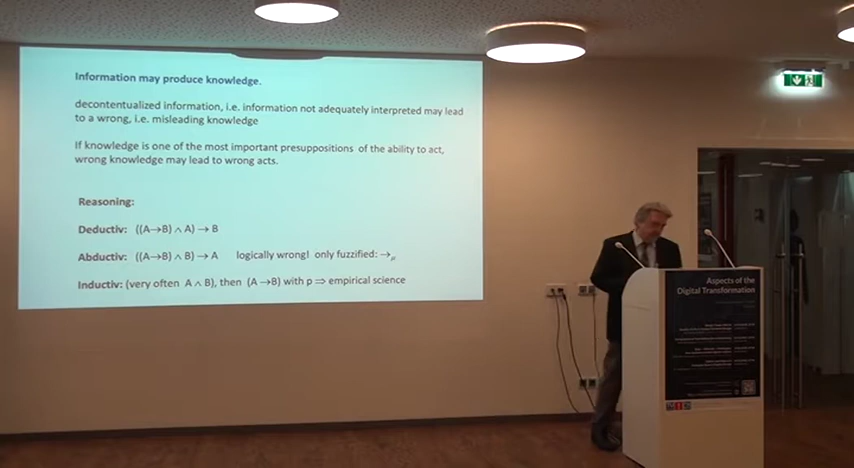 Information may produce knowledge.
decontentualized information, i.e. information not adequately interpreted may lead
to a wrong, i.e. misleading knowledge
If knowledge is one of the most important presuppositions of the ability to act,
wrong knowledge may lead to wrong acts.
Reasoning:
Deductiv: ((A→B) ∧ A) → B
Abductiv: ((A→B) ∧ B) → A logically wrong! only fuzzified: →μ
Inductiv: (very often A ∧ B), then (A →B) with p ⇒ empirical science
Aspects of the
Digital Transformation